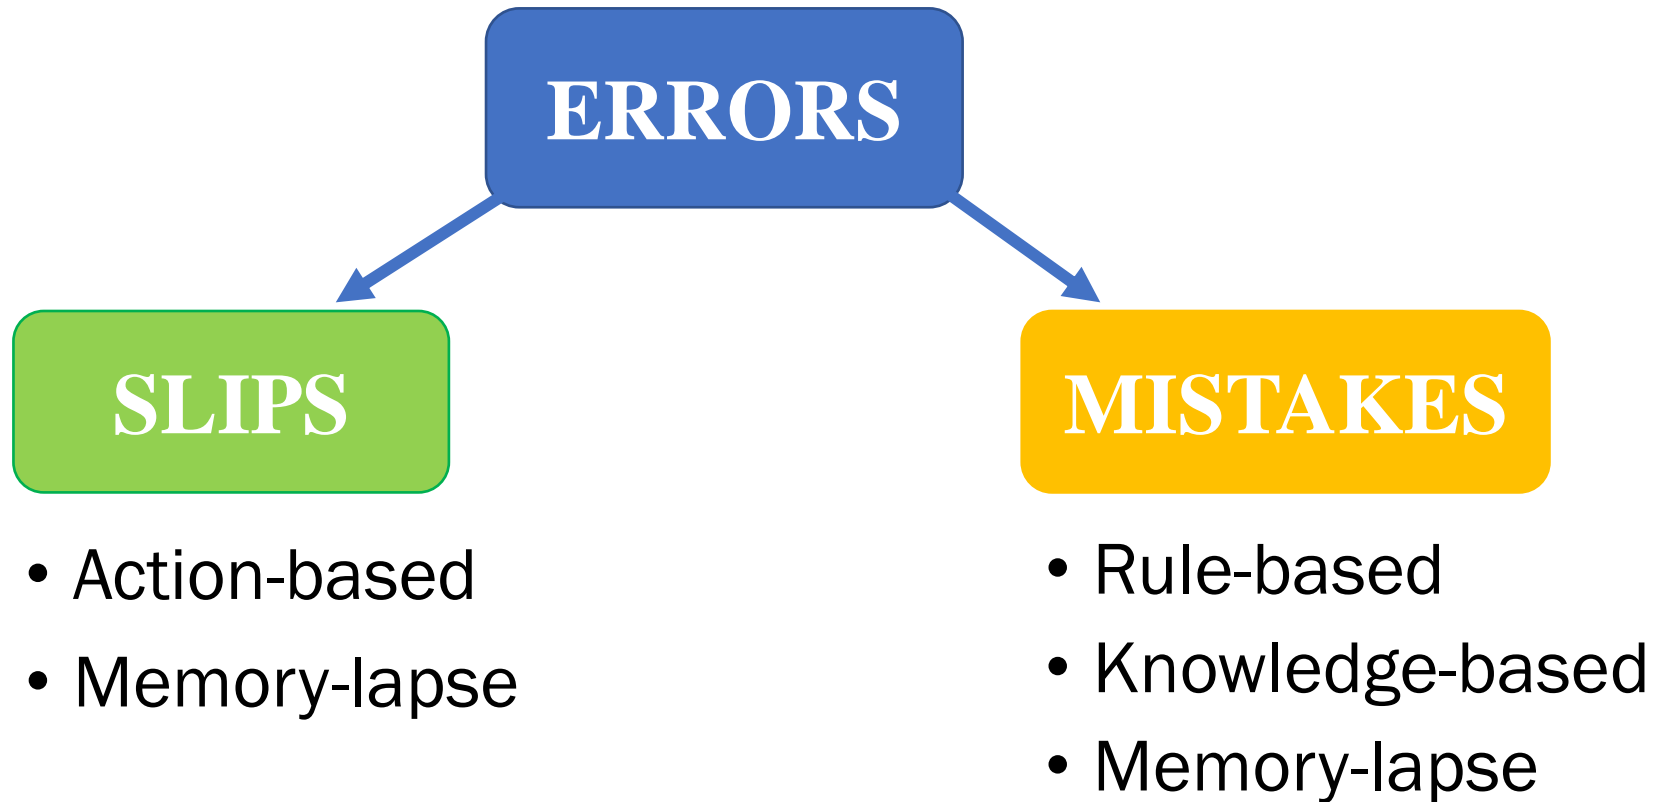 ERRORS
SLIPS
MISTAKES
• Action-based
• Memory-lapse
• Rule-based
• Knowledge-based
• Memory-lapse